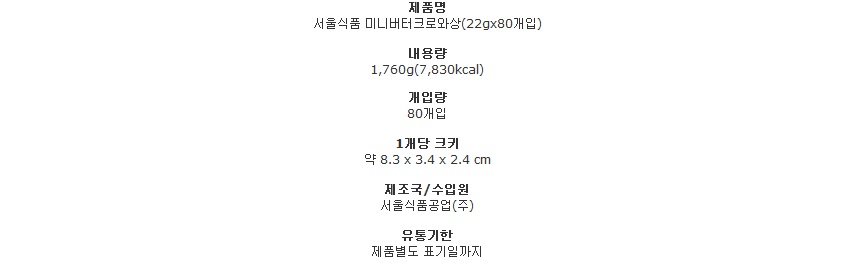 제품명
서울식품 미니버터크로와상(22gx80개입)
내용량
1,760g(7,830kcal)
개입량
80개입
1개당 크키
약 8.3 x 3.4 x 2.4 cm
제조국/수입원
서울식품공업(주)
유통기한
제품별도 표기일까지